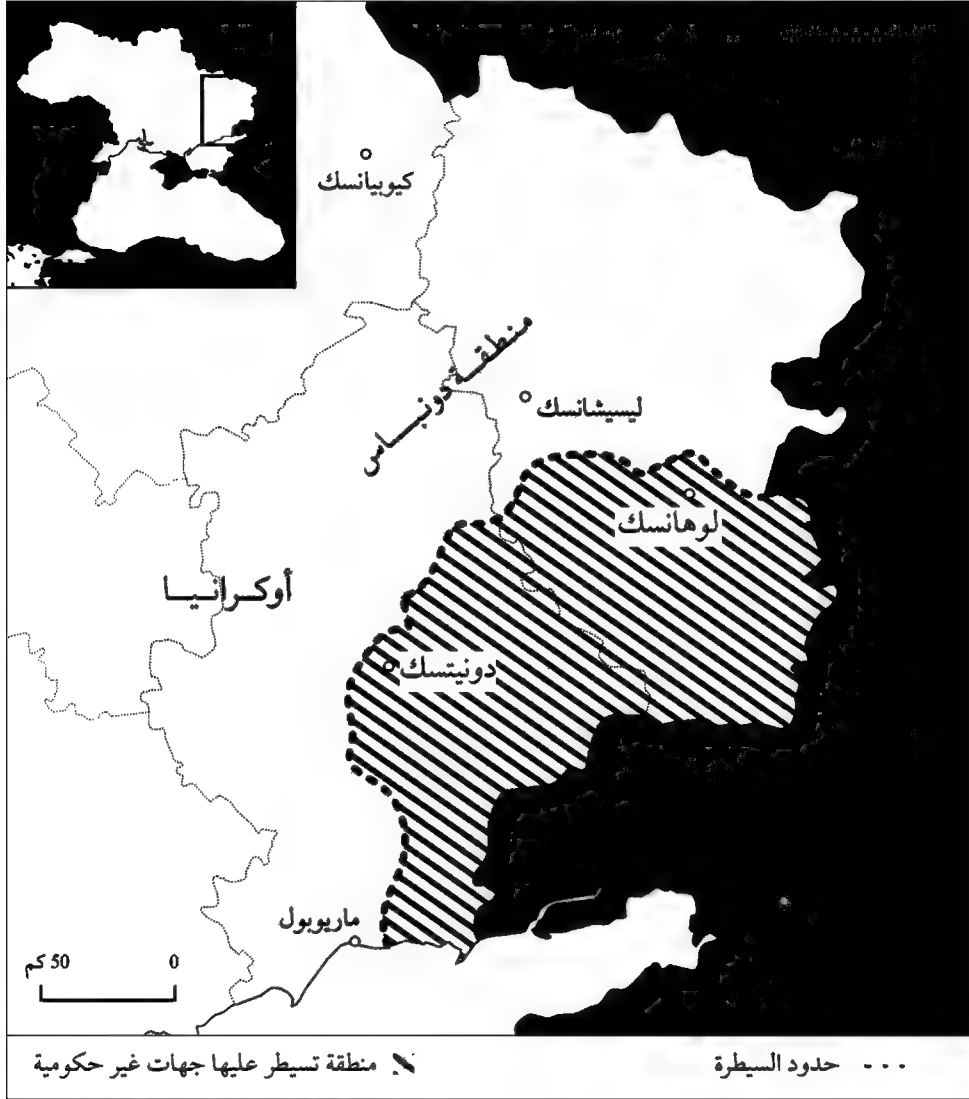 كيوبيانسك
منطقة دونباس
ليسيشانسك
لوهانسك
أوكرانيا
دونيتسك
ماريوبول
0
50 كم
حدود السيطرة
منطقة تسيطر عليها جهات غير حكومية